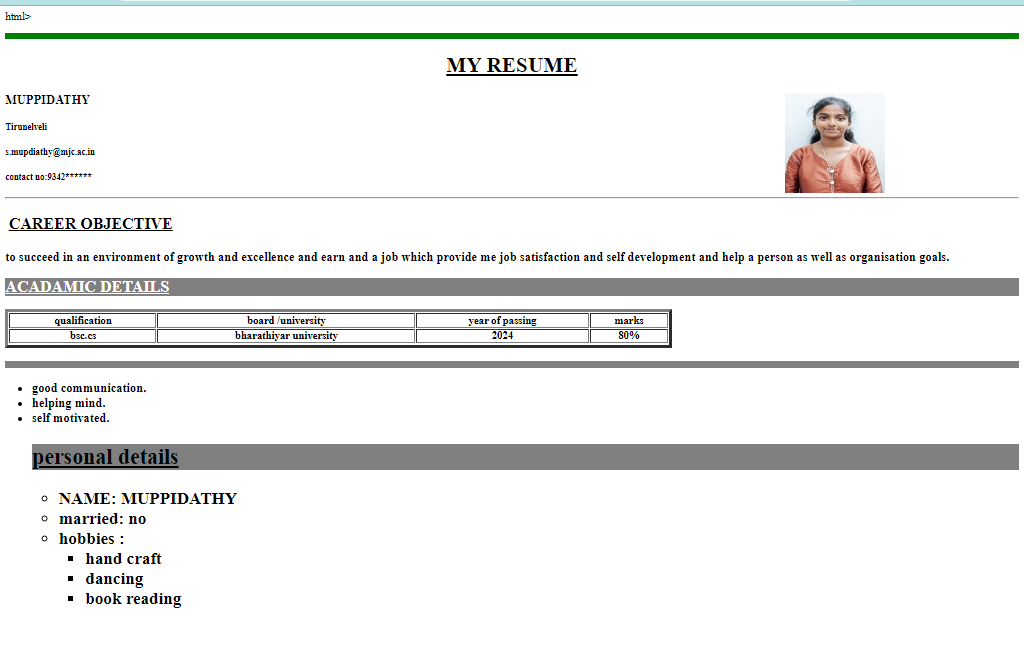 html>
MY RESUME
MUPPIDATHY
Tirunelveli
s.mupdiathy@mjc.ac.in
contact no:9342******
CAREER OBJECTIVE
to succeed in an environment of growth and excellence and earn and a job which provide me job satisfaction and self development and help a person as well as organisation goals.
ACADAMIC DETAILS
qualification board /university year of passing marks
bsc.cs bharathiyar university 2024 80%
good communication.
helping mind.
self motivated.
personal details
NAME: MUPPIDATHY
married: no
hobbies :
hand craft
dancing
book reading